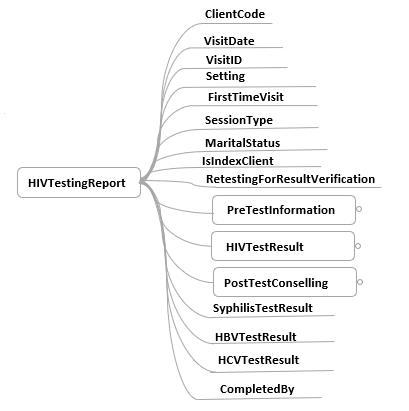 ClientCode
VisitDate
VisitID
Setting
FirstTimeVisit
SessionType
MaritalStatus
IsIndexClient
RetestingForResultVerification
HIVTestingReport
PreTestInformation
HIVTestResult
PostTestConselling
SyphilisTestResult
HBVTestResult
HCVTestResult
CompletedBy